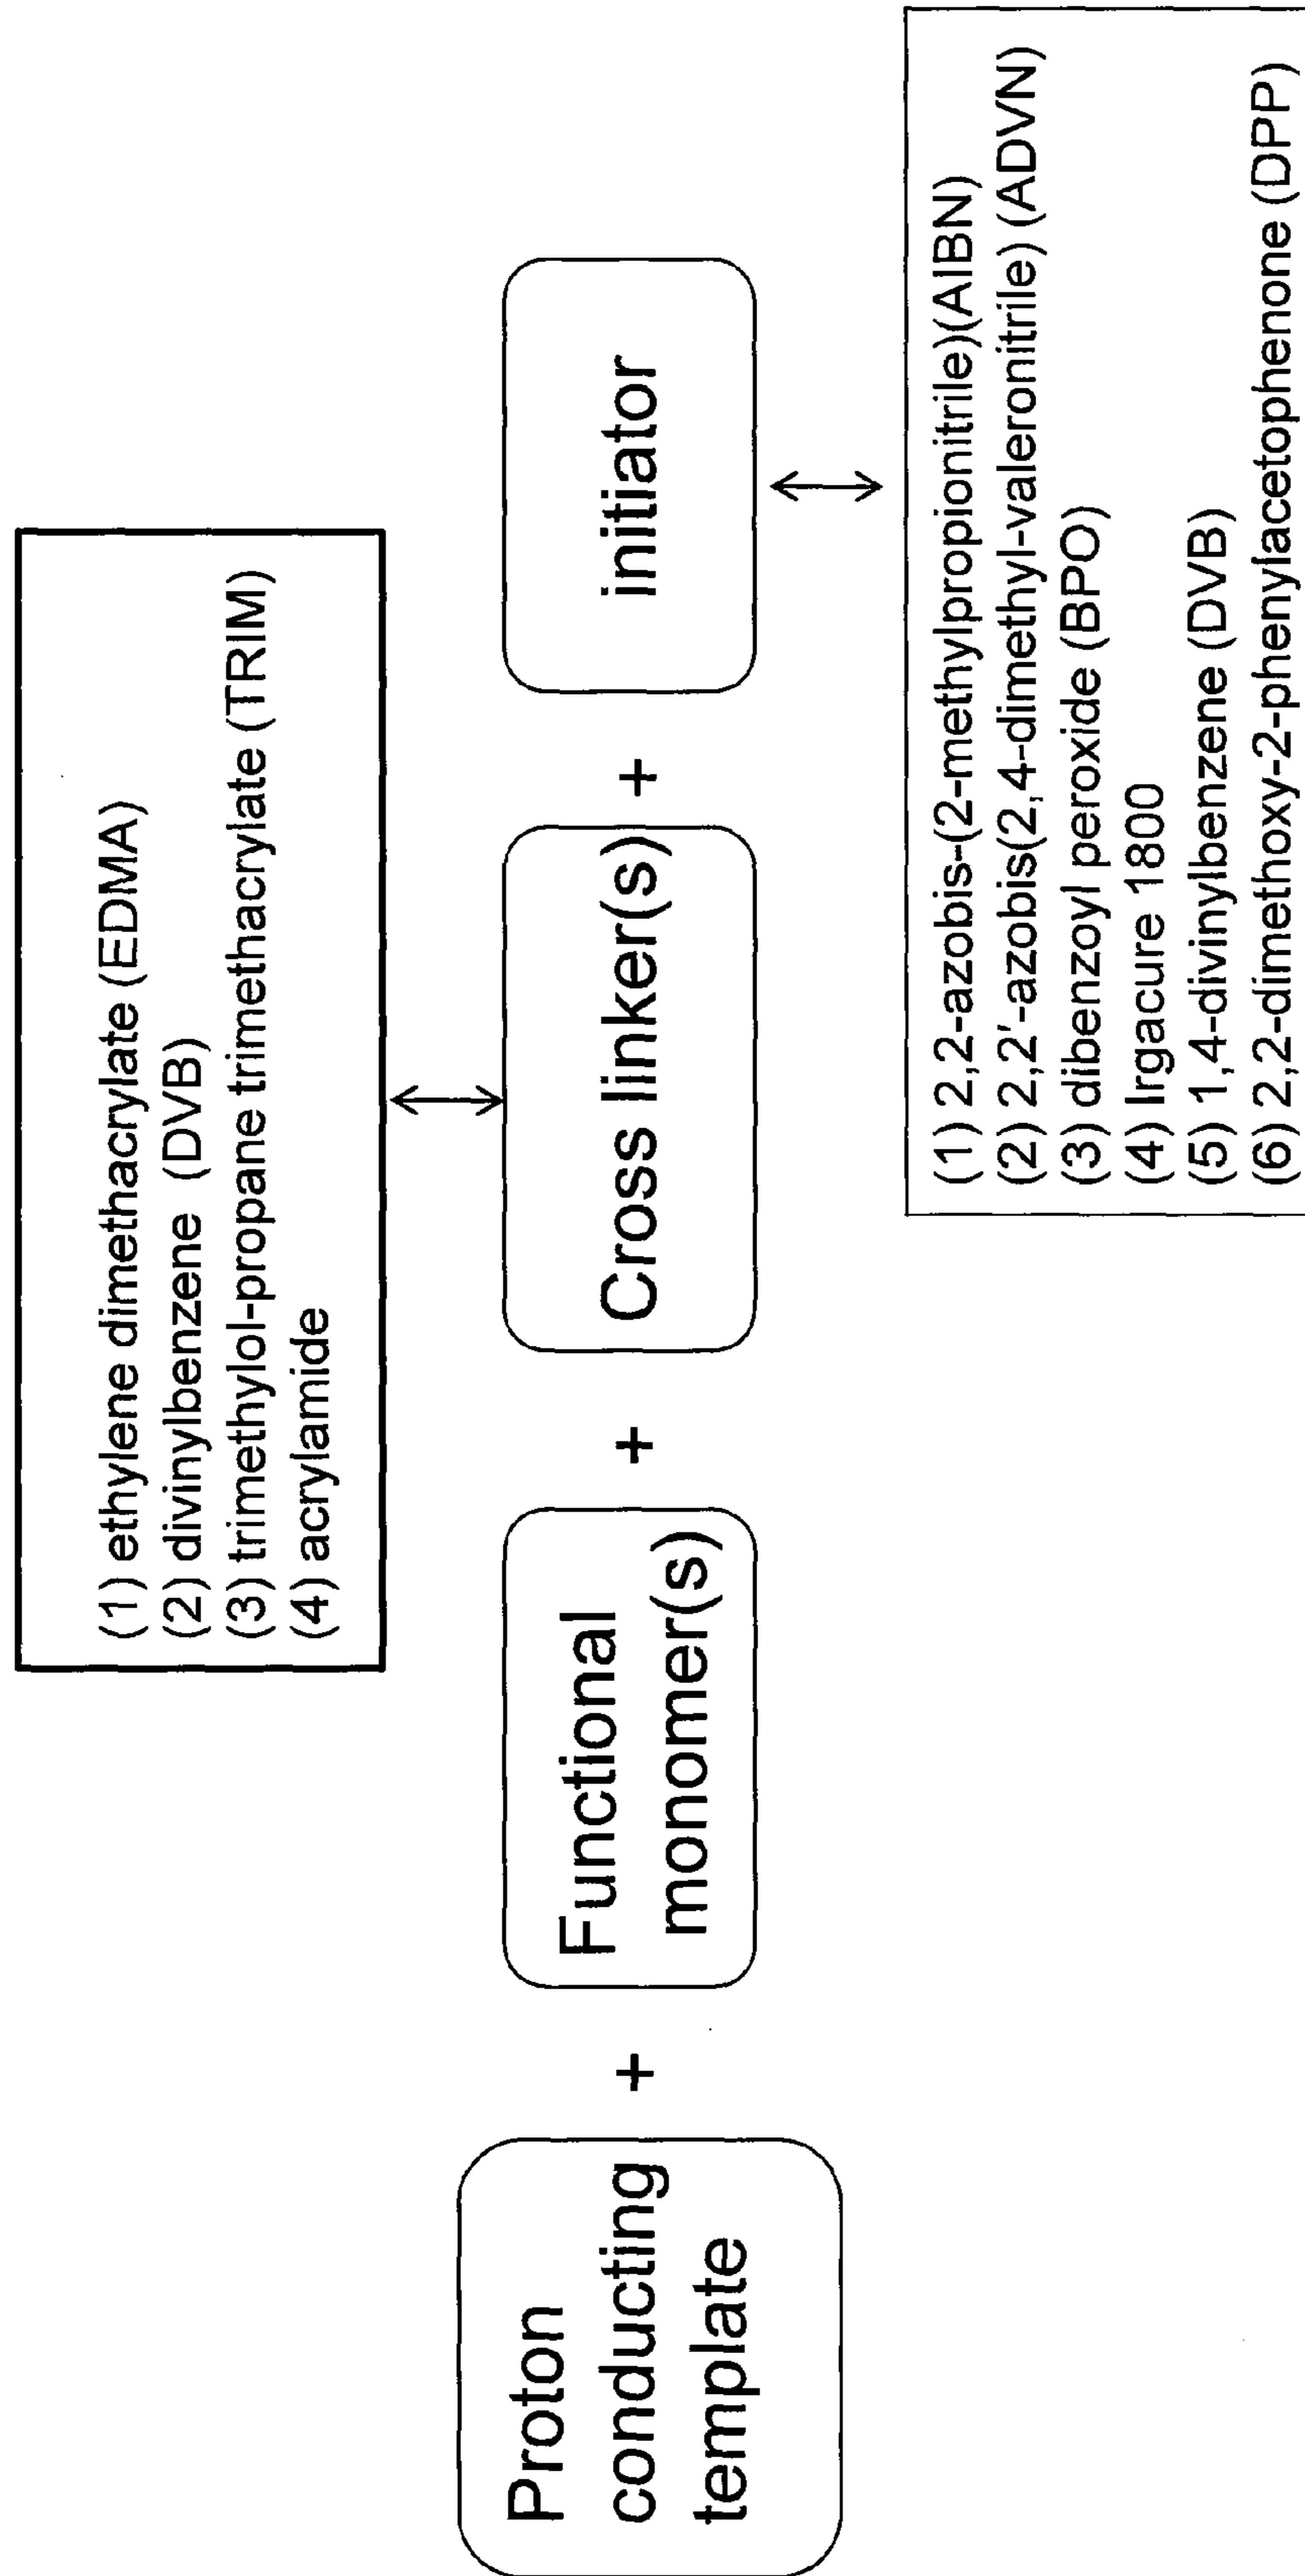 (1) ethylene dimethacrylate (EDMA)
(2) divinylbenzene (DVB)
(3) trimethylol-propane trimethacrylate (TRIM)
(4) acrylamide
Proton
conducting
template
+
Functional
monomer(s)
+
Cross linker(s)
+
initiator
(1) 2,2-azobis-(2-methylpropionitrile)(AIBN)
(2) 2,2'-azobis(2,4-dimethyl-valeronitrile) (ADVN)
(3) dibenzoyl peroxide (BPO)
(4) Irgacure 1800
(5) 1,4-divinylbenzene (DVB)
(6) 2,2-dimethoxy-2-phenylacetophenone (DPP)